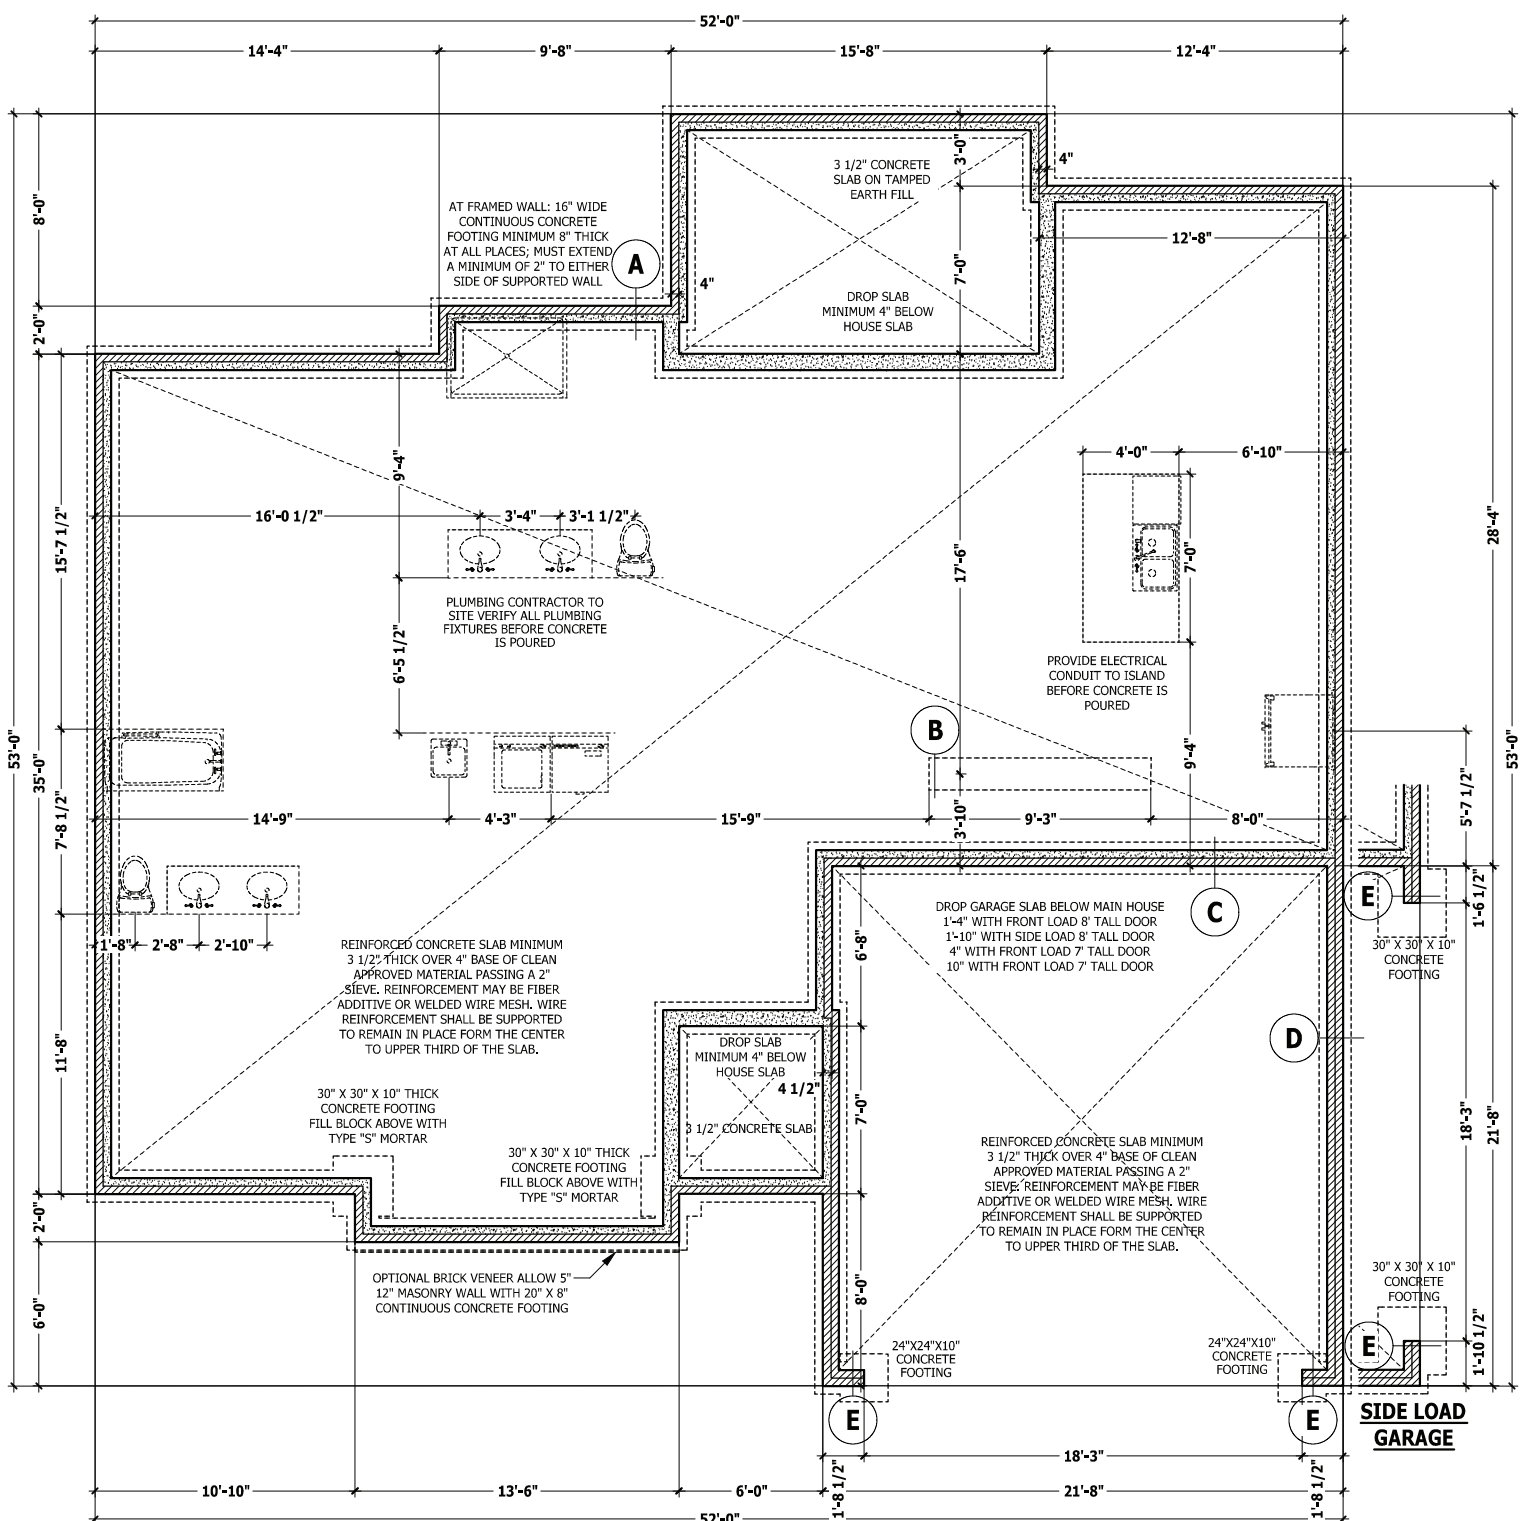 52'-0"
14'-4"
9'-8"
15'-8"
12'-4"
3'-0"
4"
3 1/2" CONCRETE
SLAB ON TAMPED
EARTH FILL
8'-0"
AT FRAMED WALL: 16" WIDE
CONTINUOUS CONCRETE
FOOTING MINIMUM 8" THICK
AT ALL PLACES; MUST EXTEND
A MINIMUM OF 2" TO EITHER
SIDE OF SUPPORTED WALL
A
12'-8"
7'-0"
4"
DROP SLAB
MINIMUM 4" BELOW
HOUSE SLAB
2'-0"
9'-4"
4'-0"
6'-10"
28'-4"
16'-0 1/2"
3'-4"
3'-1 1/2"
15'-7 1/2"
17'-6"
7'-0"
PLUMBING CONTRACTOR TO
SITE VERIFY ALL PLUMBING
FIXTURES BEFORE CONCRETE
IS POURED
6'-5 1/2"
PROVIDE ELECTRICAL
CONDUIT TO ISLAND
BEFORE CONCRETE IS
POURED
B
53'-0"
35'-0"
9'-4"
53'-0"
7'-8 1/2"
14'-9"
4'-3"
15'-9"
3'-10"
9'-3"
8'-0"
5'-7 1/2"
E
C
1'-6 1/2"
DROP GARAGE SLAB BELOW MAIN HOUSE
1'-4" WITH FRONT LOAD 8' TALL DOOR
1'-10" WITH SIDE LOAD 8' TALL DOOR
4" WITH FRONT LOAD 7' TALL DOOR
10" WITH FRONT LOAD 7' TALL DOOR
30" X 30" X 10"
CONCRETE
FOOTING
1'-8"
2'-8"
2'-10"
6'-8"
REINFORCED CONCRETE SLAB MINIMUM
3 1/2" THICK OVER 4" BASE OF CLEAN
APPROVED MATERIAL PASSING A 2"
SIEVE. REINFORCEMENT MAY BE FIBER
ADDITIVE OR WELDED WIRE MESH. WIRE
REINFORCEMENT SHALL BE SUPPORTED
TO REMAIN IN PLACE FORM THE CENTER
TO UPPER THIRD OF THE SLAB.
11'-8"
D
DROP SLAB
MINIMUM 4" BELOW
HOUSE SLAB
4 1/2"
3 1/2" CONCRETE SLAB
7'-0"
18'-3"
21'-8"
30" X 30" X 10" THICK
CONCRETE FOOTING
FILL BLOCK ABOVE WITH
TYPE "S" MORTAR
30" X 30" X 10" THICK
CONCRETE FOOTING
FILL BLOCK ABOVE WITH
TYPE "S" MORTAR
REINFORCED CONCRETE SLAB MINIMUM
3 1/2" THICK OVER 4" BASE OF CLEAN
APPROVED MATERIAL PASSING A 2"
SIEVE. REINFORCEMENT MAY BE FIBER
ADDITIVE OR WELDED WIRE MESH. WIRE
REINFORCEMENT SHALL BE SUPPORTED
TO REMAIN IN PLACE FORM THE CENTER
TO UPPER THIRD OF THE SLAB.
2'-0"
6'-0"
OPTIONAL BRICK VENEER ALLOW 5"
12" MASONRY WALL WITH 20" X 8"
CONTINUOUS CONCRETE FOOTING
8'-0"
30" X 30" X 10"
CONCRETE
FOOTING
24"X24"X10"
CONCRETE
FOOTING
24"X24"X10"
CONCRETE
FOOTING
E
1'-10 1/2"
E
E
SIDE LOAD
GARAGE
18'-3"
1'-8 1/2"
1'-8 1/2"
10'-10"
13'-6"
6'-0"
21'-8"
52'-0"